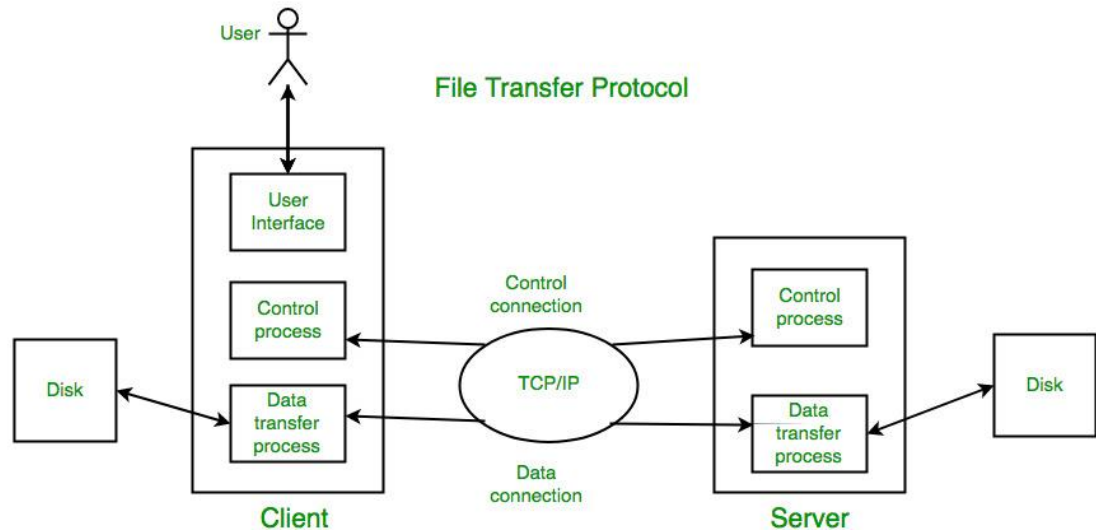 User
File Transfer Protocol
User
Interface
Control
process
Data
transfer
process
Disk
Client
Control
connection
TCP/IP
Data
connection
Control
process
Data
transfer
process
Disk
Server